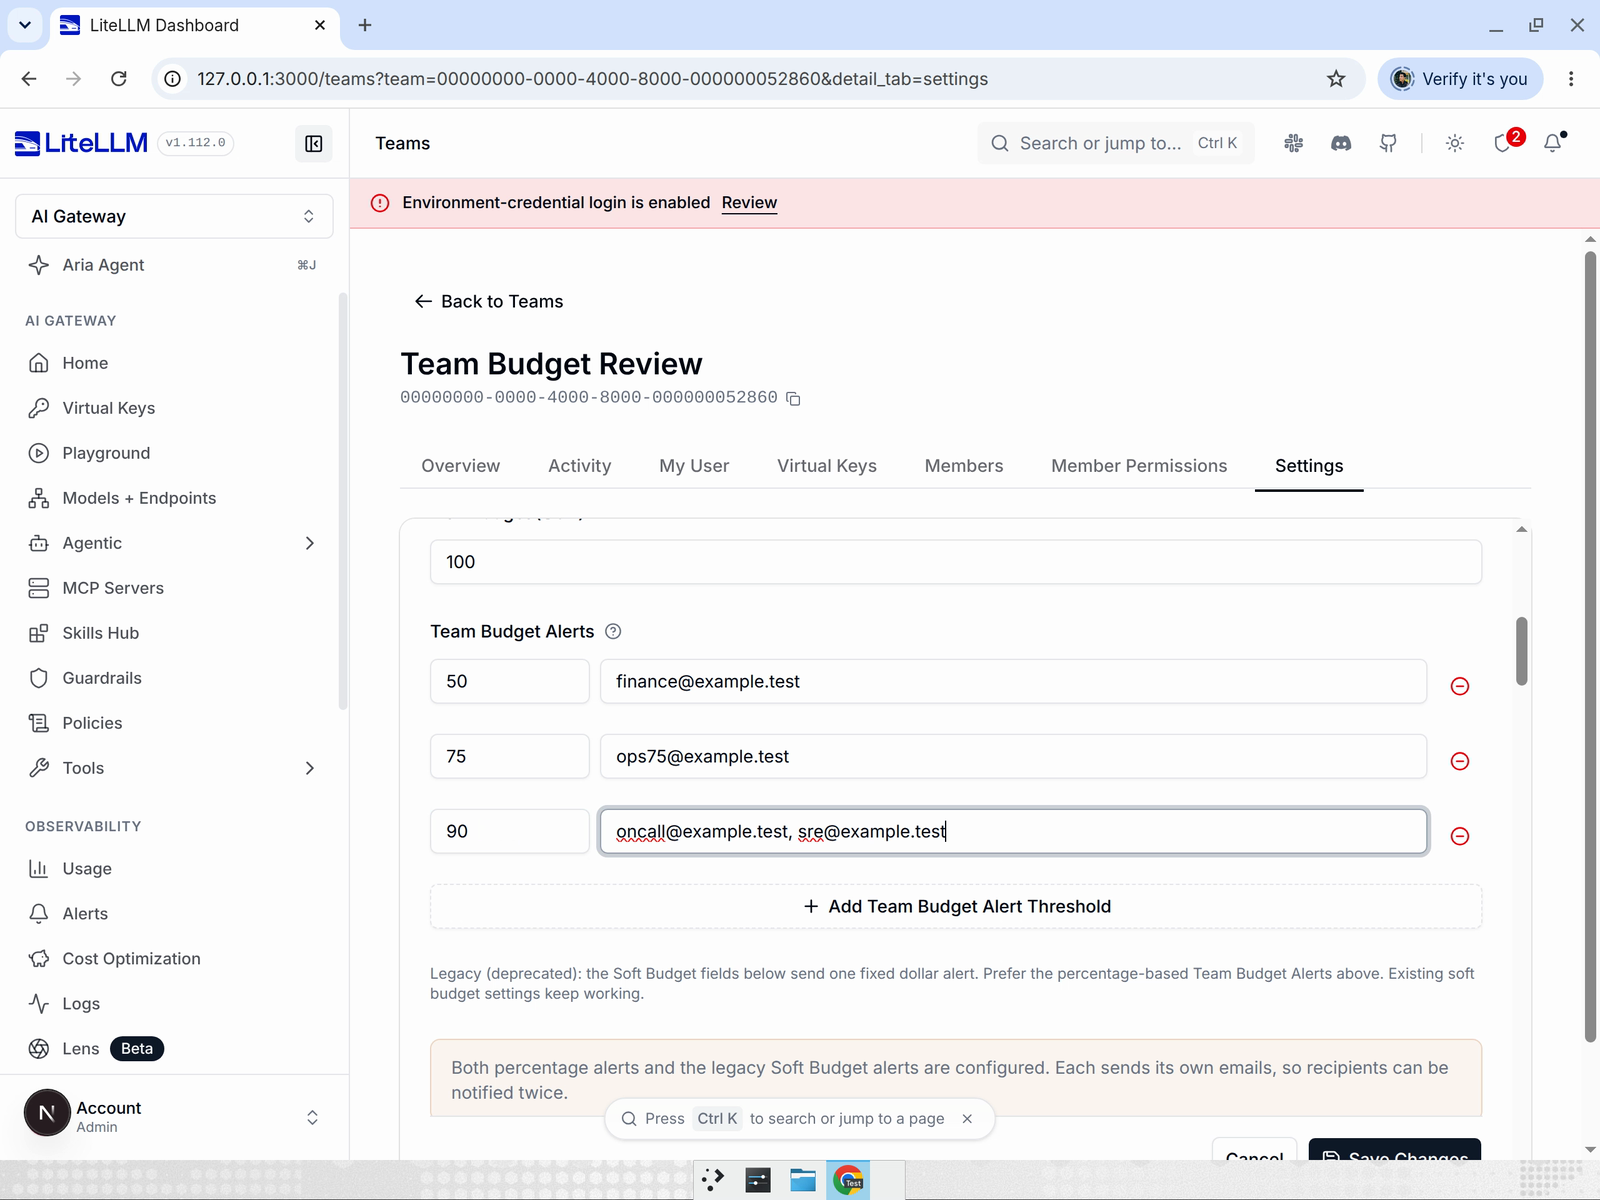 LiteLLM Dashboard
127.0.0.1:3000/teams?team=00000000-0000-4000-8000-000000052860&detail_tab=settings
Verify it's you
LiteLLM
v1.112.0
Teams
Search or jump to...
Ctrl K
2
AI Gateway
Environment-credential login is enabled
Review
Aria Agent
⌘J
AI GATEWAY
Home
Virtual Keys
Playground
Models + Endpoints
Agentic
MCP Servers
Skills Hub
Guardrails
Policies
Tools
OBSERVABILITY
Usage
Alerts
Cost Optimization
Logs
Lens
Beta
N
Account
Admin
Back to Teams
Team Budget Review
00000000-0000-4000-8000-000000052860
Overview
Activity
My User
Virtual Keys
Members
Member Permissions
Settings
100
Team Budget Alerts
50
finance@example.test
75
ops75@example.test
90
oncall@example.test, sre@example.test
Add Team Budget Alert Threshold
Legacy (deprecated): the Soft Budget fields below send one fixed dollar alert. Prefer the percentage-based Team Budget Alerts above. Existing soft
budget settings keep working.
Both percentage alerts and the legacy Soft Budget alerts are configured. Each sends its own emails, so recipients can be
notified twice.
Press Ctrl K to search or jump to a page
Cancel
Save Changes
Test